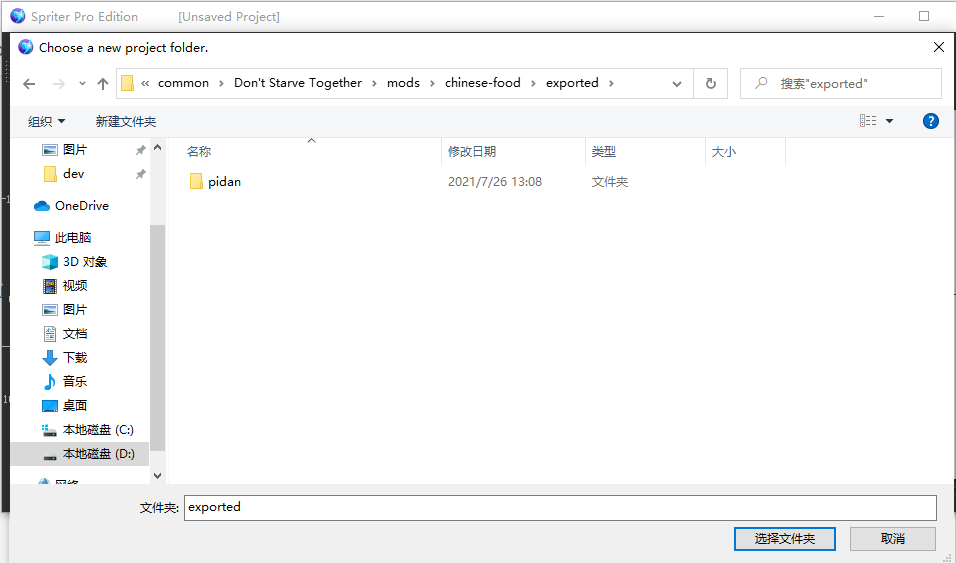 Spriter Pro Edition [Unsaved Project]
Choose a new project folder.
« common › Don't Starve Together › mods › chinese-food › exported ›
搜索"exported"
组织 新建文件夹
图片
dev
OneDrive
此电脑
3D 对象
视频
图片
文档
下载
音乐
桌面
本地磁盘 (C:)
本地磁盘 (D:)
网络
名称 修改日期 类型 大小
pidan 2021/7/26 13:08 文件夹
文件夹: exported
选择文件夹 取消